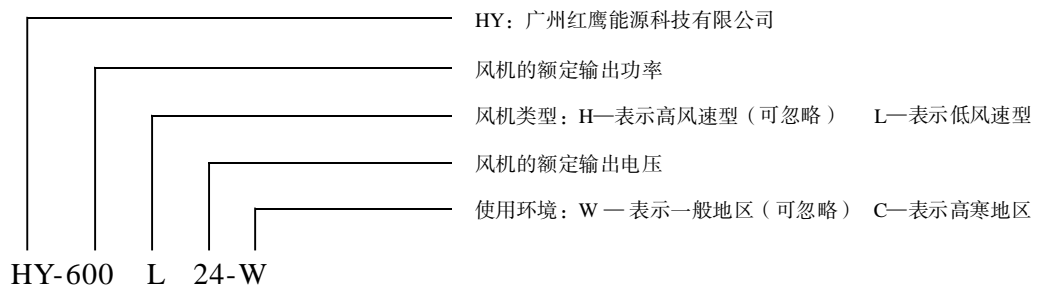 HY：广州红鹰能源科技有限公司
风机的额定输出功率
风机类型：H—表示高风速型（可忽略） L—表示低风速型
风机的额定输出电压
使用环境：W — 表示一般地区（可忽略） C—表示高寒地区
HY-600 L 24-W